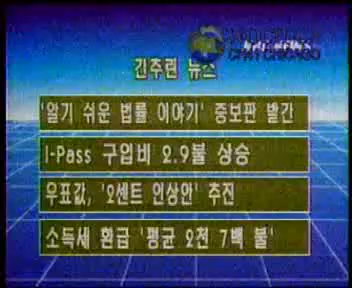 간추린 뉴스
'알기 쉬운 법률 이야기' 증보판 발간
I-Pass 구입비 2.9불 상승
우표값, '2센트 인상안' 추진
소득세 환급 '평균 2천 7백 불'